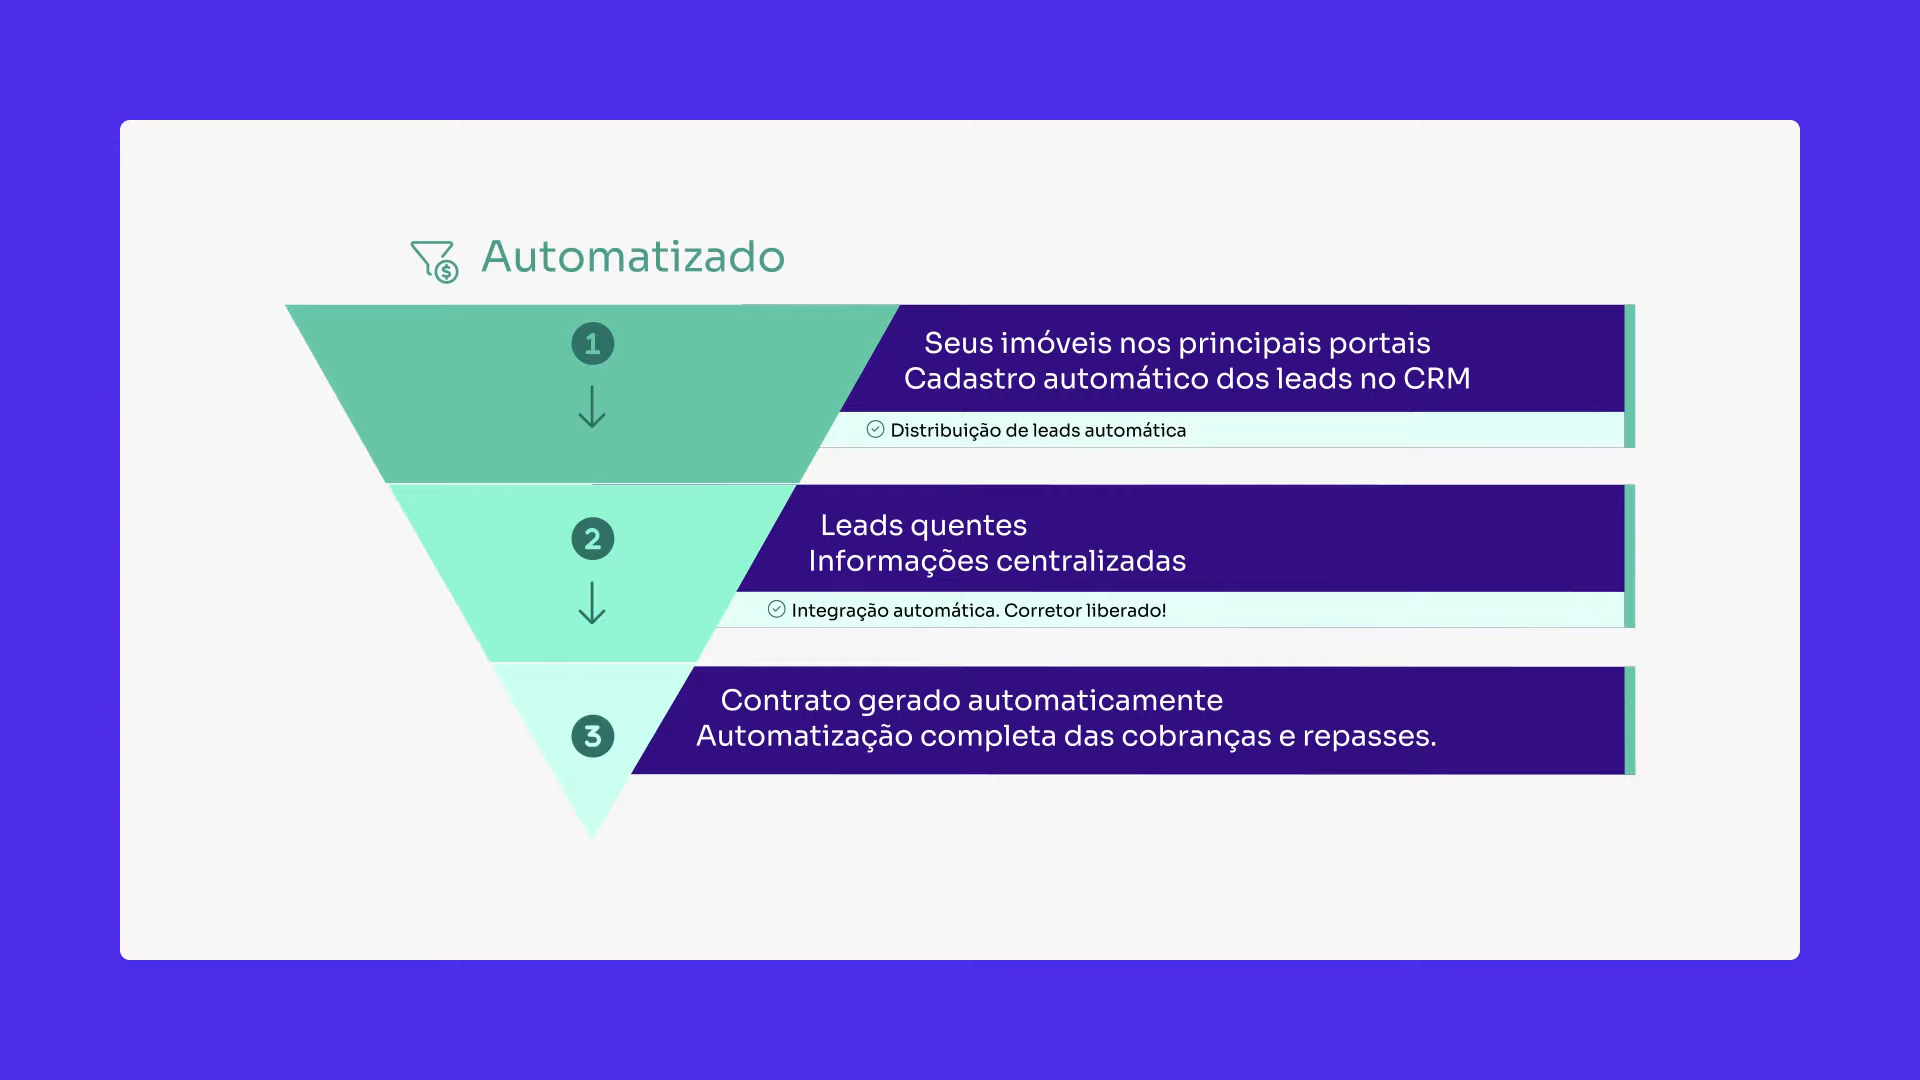 Automatizado
1
Seus imóveis nos principais portais
Cadastro automático dos leads no CRM
Distribuição de leads automática
2
Leads quentes
Informações centralizadas
Integração automática. Corretor liberado!
3
Contrato gerado automaticamente
Automatização completa das cobranças e repasses.